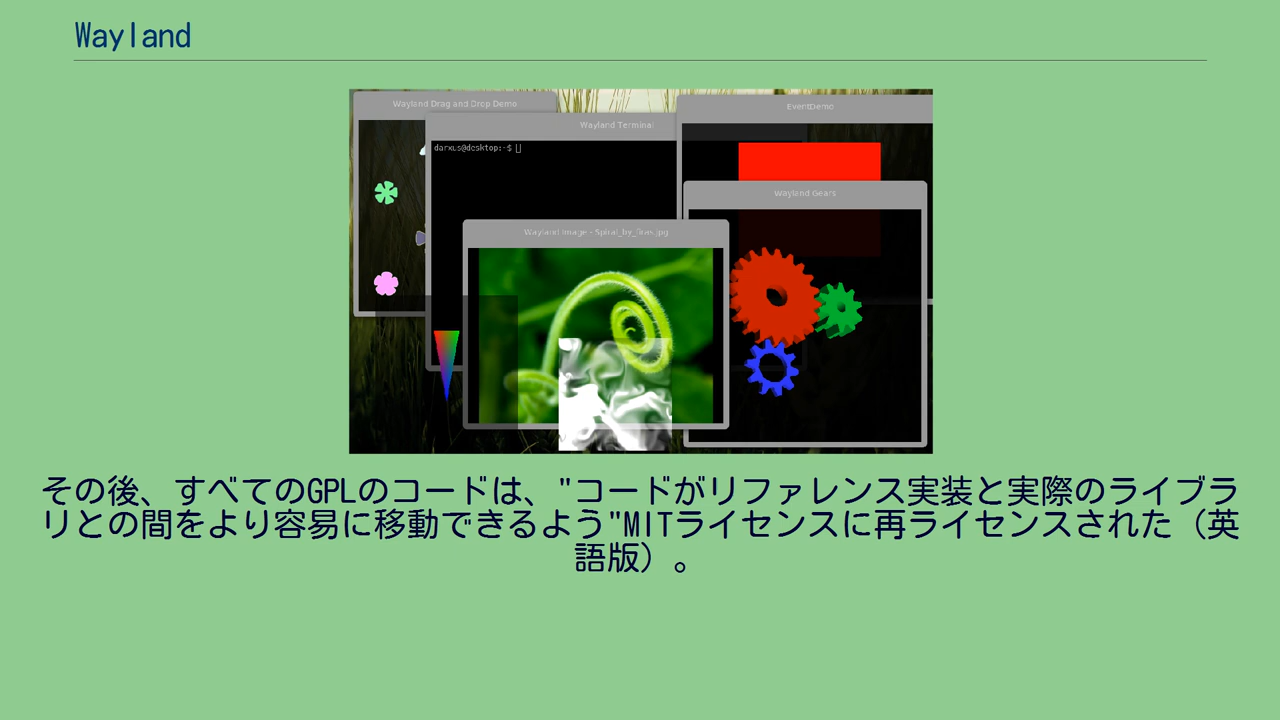 Wayland
Wayland Drag and Drop Demo
EventDemo
Wayland Terminal
darxus@desktop:~$
Wayland Gears
Wayland Image - Spiral_by_firax.jpg
その後、すべてのGPLのコードは、"コードがリファレンス実装と実際のライブラ
リとの間をより容易に移動できるよう"MITライセンスに再ライセンスされた（英
語版）。